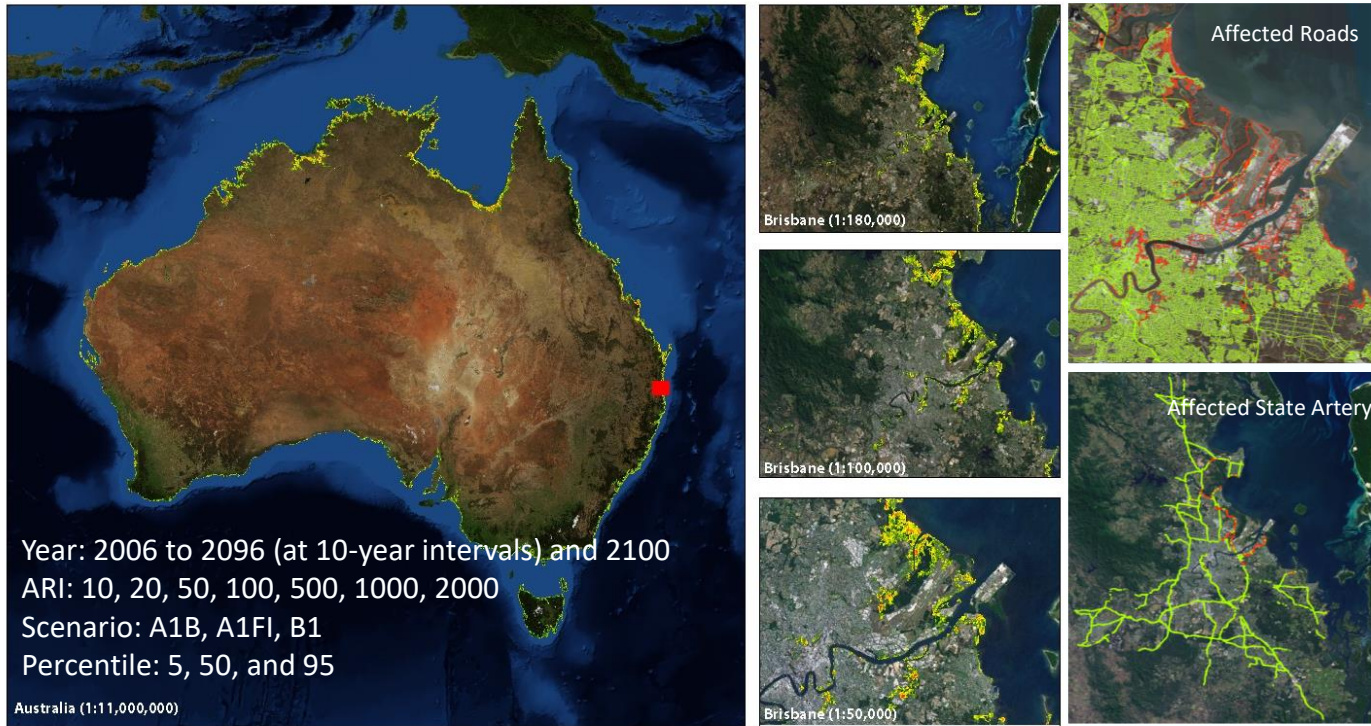 Year: 2006 to 2096 (at 10-year intervals) and 2100
ARI: 10, 20, 50, 100, 500, 1000, 2000
Scenario: A1B, A1FI, B1
Percentile: 5, 50, and 95
Australia (1:11,000,000)
Brisbane (1:180,000)
Brisbane (1:100,000)
Brisbane (1:50,000)
Affected Roads
Affected State Artery